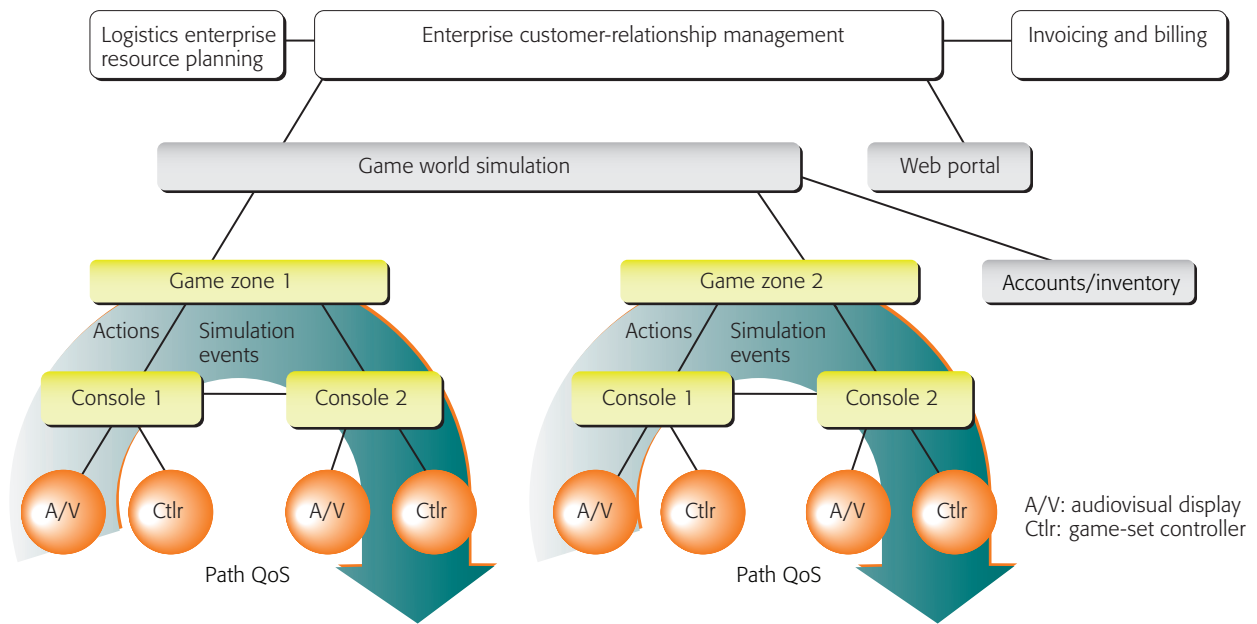 Logistics enterprise
resource planning
Enterprise customer-relationship management
Invoicing and billing
Game world simulation
Web portal
Game zone 1
Game zone 2
Accounts/inventory
Actions
Simulation
events
Actions
Simulation
events
Console 1
Console 2
Console 1
Console 2
A/V
Ctlr
A/V
Ctlr
A/V
Ctlr
A/V
Ctlr
A/V: audiovisual display
Ctlr: game-set controller
Path QoS
Path QoS